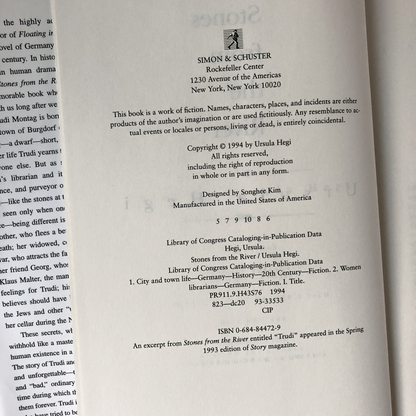 the highly ac
or of Floating in
ovel of Germany
century. In histo
in human drama
Stones from the R
morable book wh
th us long after we
udi Montag is born
town of Burgdorf
—a dwarf—short,
er life Trudi yearns
yone else. But as
n's librarian and it
nce, and purveyor o
—like the stones at t
seen only when one
—being different is
other, who flees a be
eath; her widowed, c
war, who attracts the fa
her friend Georg, whos
Klaus Malter, the man
feelings for Trudi; his
believes should have
the Jews and other "
her cellar during the N
These secrets, wh
withhold like a maste
human existence in a
The story of Trudi an
and unforgettable—t
and "bad," ordinary
time during which t
them forever. Trudi
have tried to be
SIMON & SCHUSTER
Rockefeller Center
1230 Avenue of the Americas
New York, New York 10020
This book is a work of fiction. Names, characters, places, and incidents are either
products of the author's imagination or are used fictitiously. Any resemblance to ac-
tual events or locales or persons, living or dead, is entirely coincidental.
Copyright © 1994 by Ursula Hegi
All rights reserved,
including the right of reproduction
in whole or in part in any form.
Designed by Songhee Kim
Manufactured in the United States of America
5 7 9 10 8 6
Library of Congress Cataloging-in-Publication Data
Hegi, Ursula.
Stones from the River / Ursula Hegi.
Library of Congress Cataloging-in-Publication Data
1. City and town life—Germany—History—20th Century—Fiction. 2. Women
librarians—Germany—Fiction. I. Title.
PR911.9.H43S76 1994
823—dc20 93-33533
CIP
ISBN 0-684-84472-9
An excerpt from Stones from the River entitled "Trudi" appeared in the Spring
1993 edition of Story magazine.